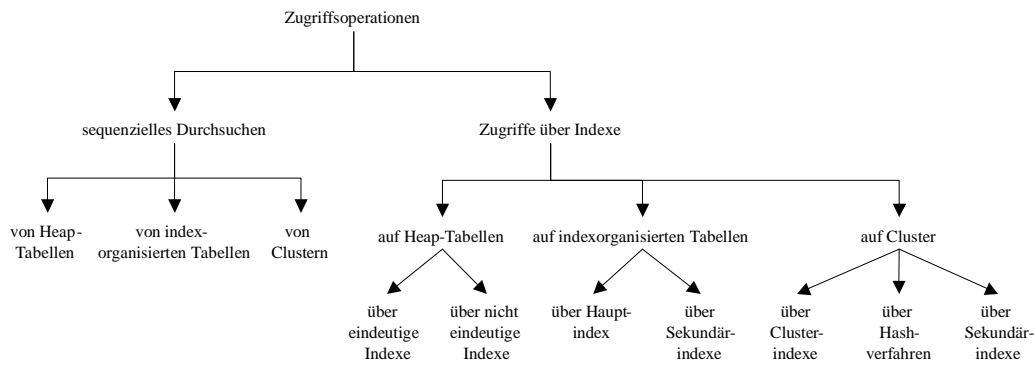 Zugriffsoperationen
sequenzielles Durchsuchen
Zugriffe über Indexe
von Heap-
Tabellen
von index-
organisierten Tabellen
von
Clustern
auf Heap-Tabellen
auf indexorganisierten Tabellen
auf Cluster
über
eindeutige
Indexe
über nicht
eindeutige
Indexe
über Haupt-
index
über
Sekundär-
indexe
über
Cluster-
indexe
über
Hash-
verfahren
über
Sekundär-
indexe